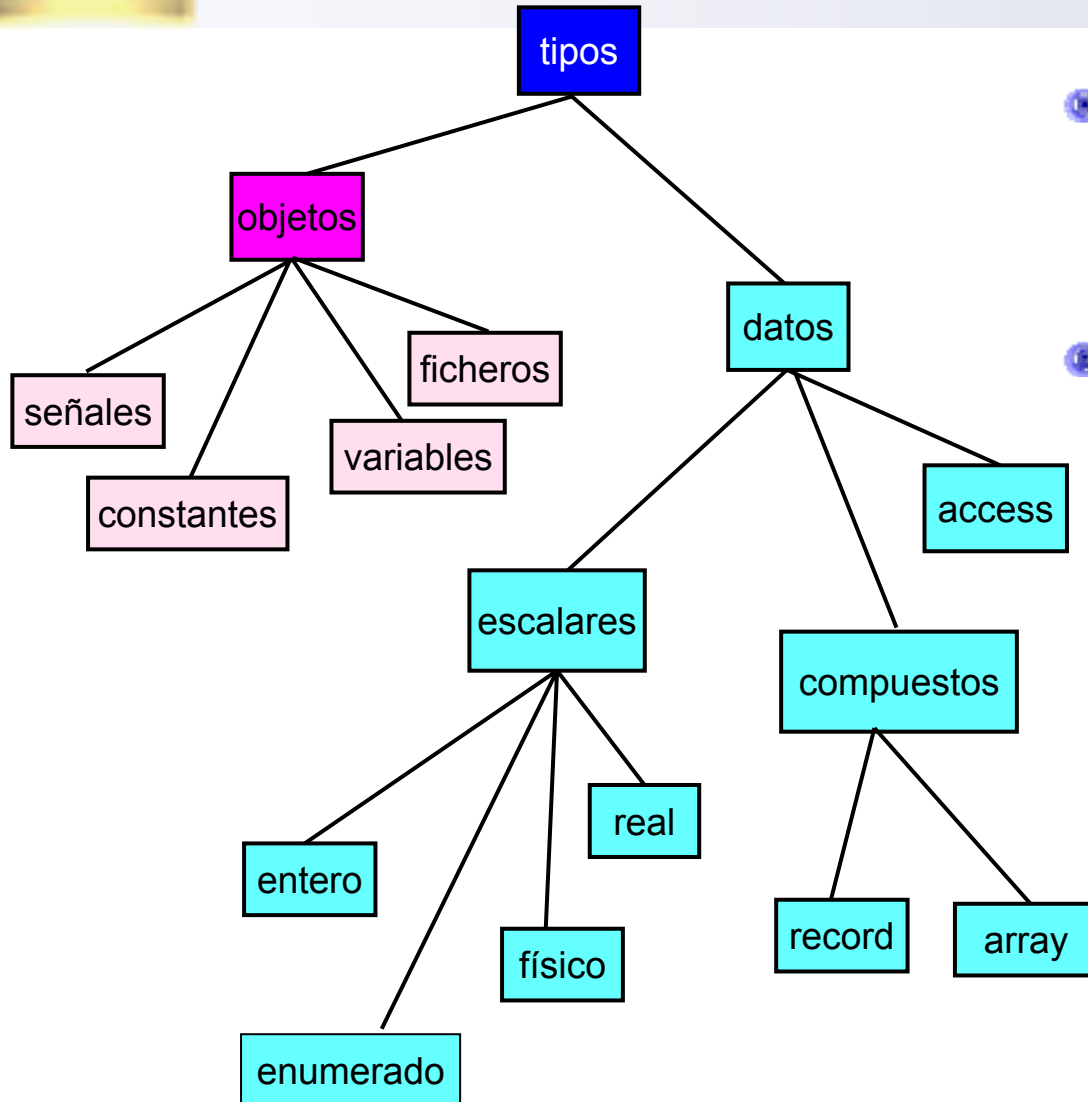 tipos
objetos
datos
ficheros
señales
variables
constantes
access
escalares
compuestos
real
entero
record
array
físico
enumerado